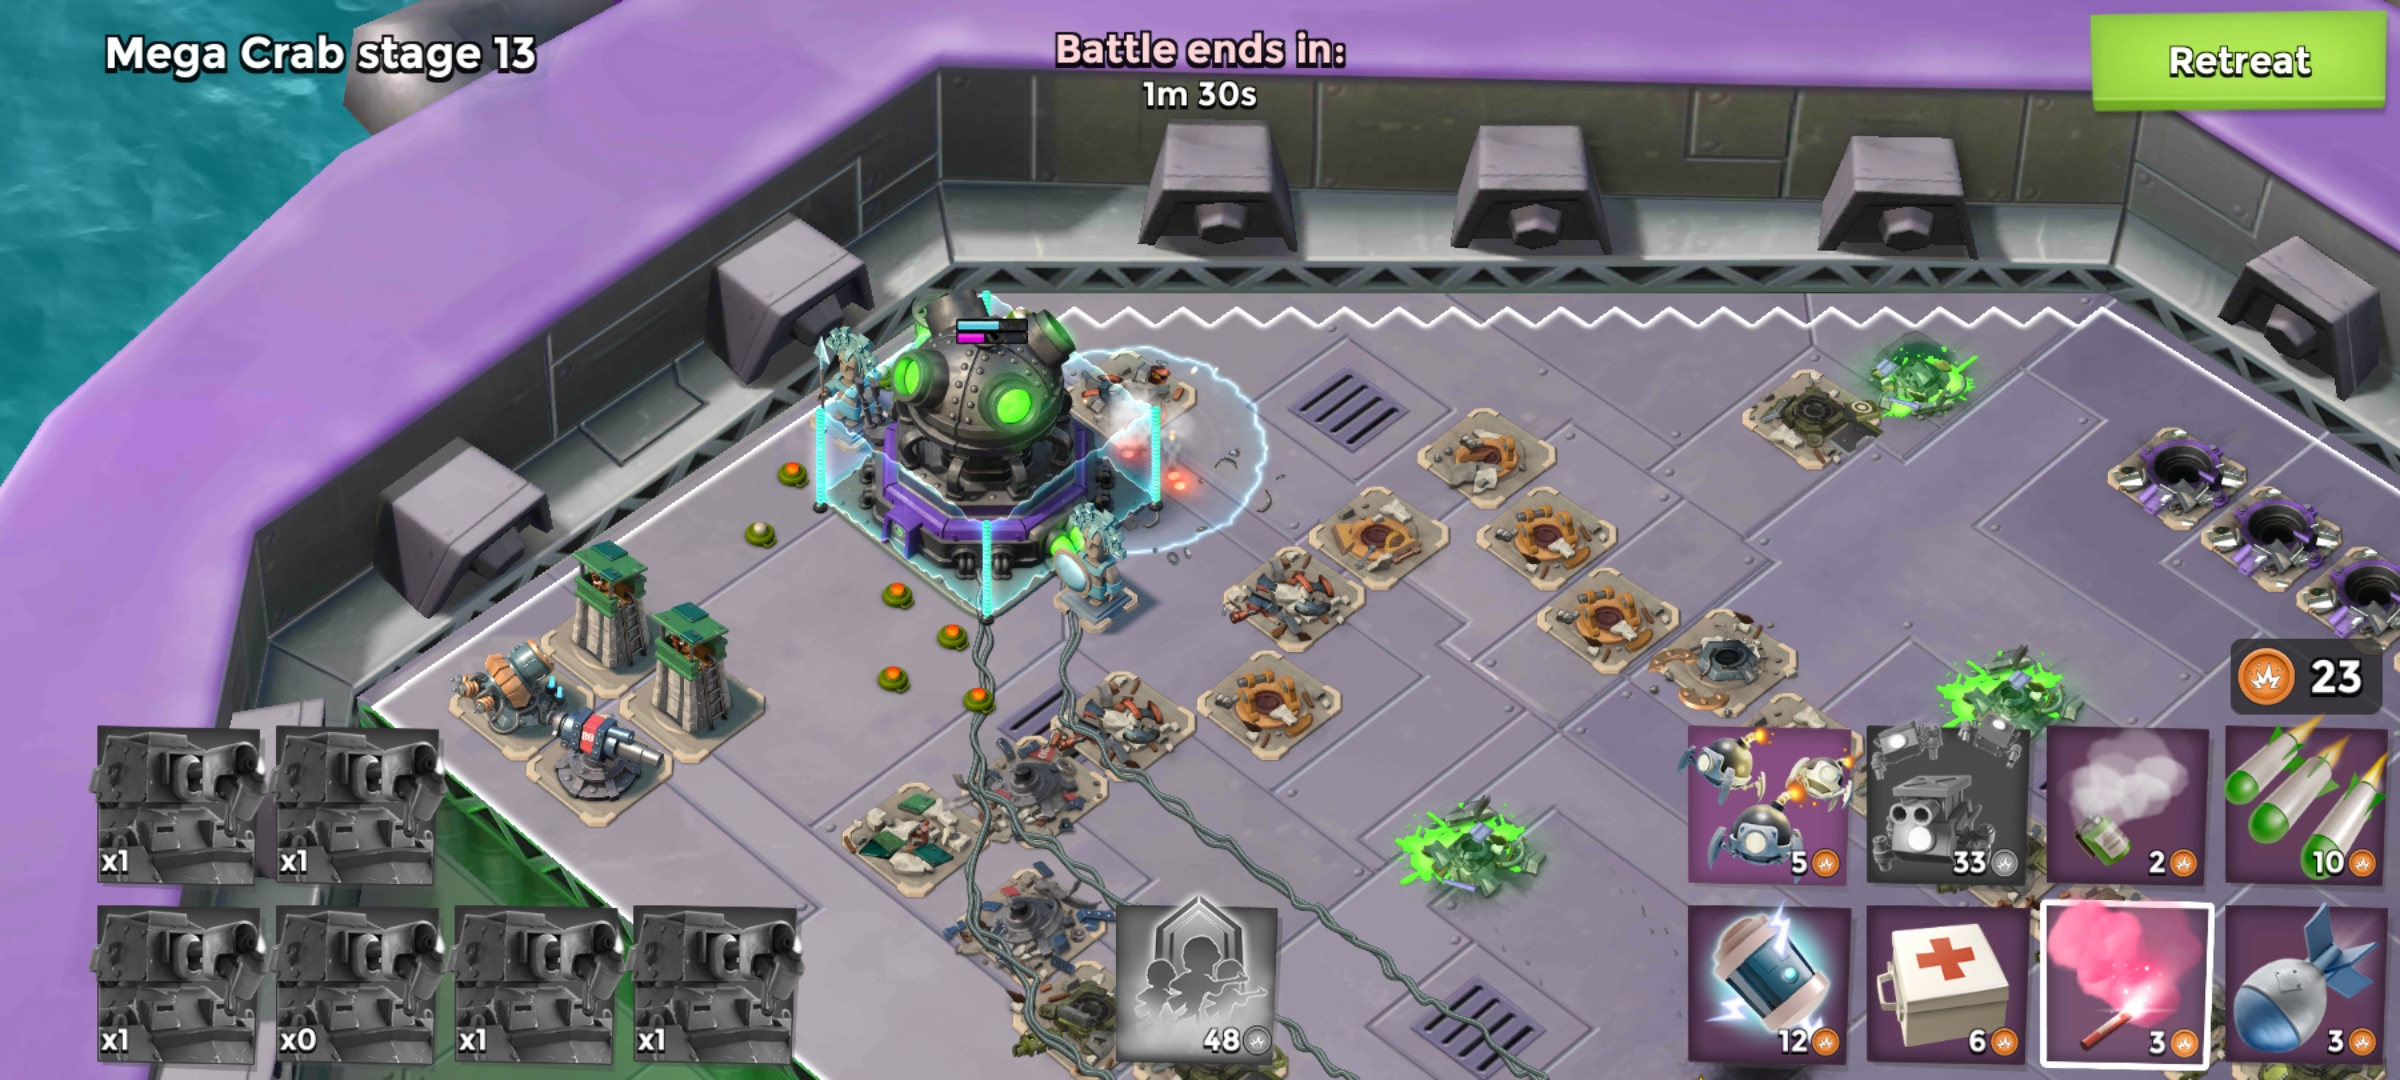 Mega Crab stage 13
Battle ends in:
1m 30s
Retreat
23
x1
x1
5
33
2
10
x1
x0
x1
x1
48
12
6
3
3